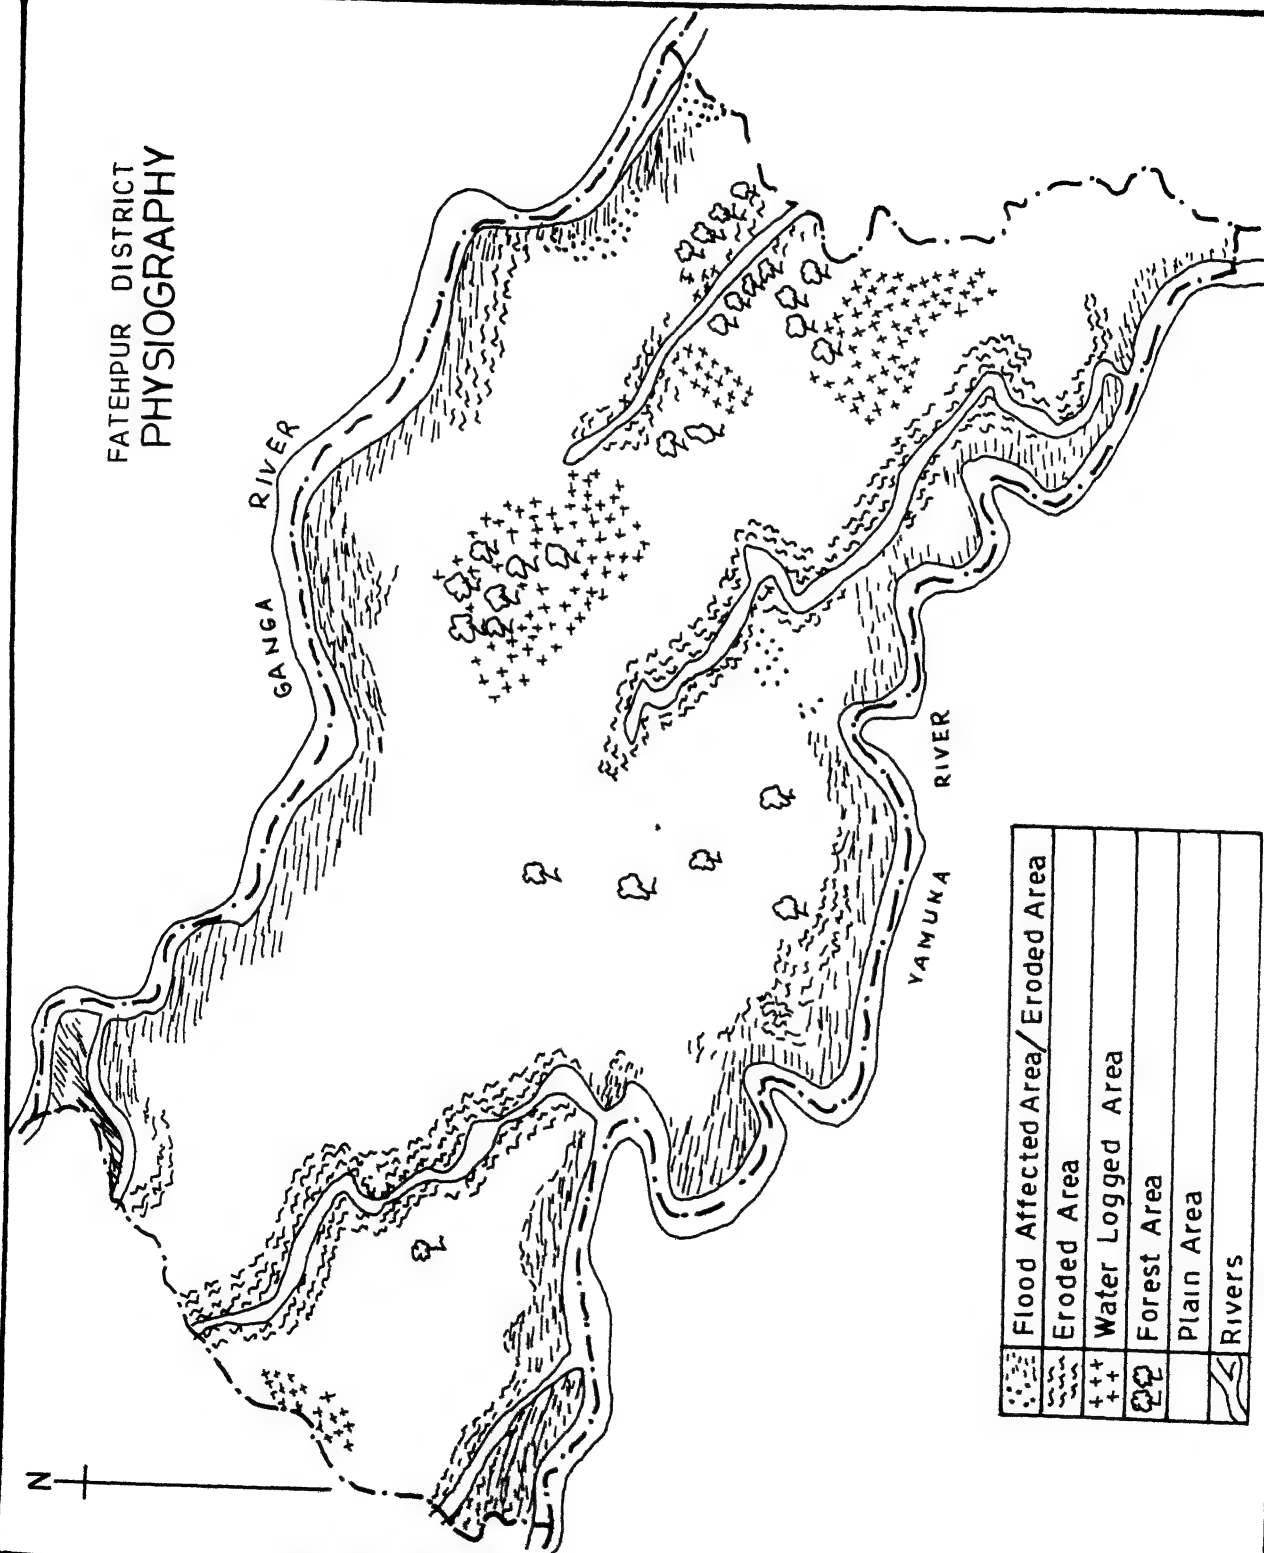 FATEHPUR DISTRICT
PHYSIOGRAPHY
N
GANGA RIVER
YAMUNA RIVER
Flood Affected Area/Eroded Area
Eroded Area
Water Logged Area
Forest Area
Plain Area
Rivers